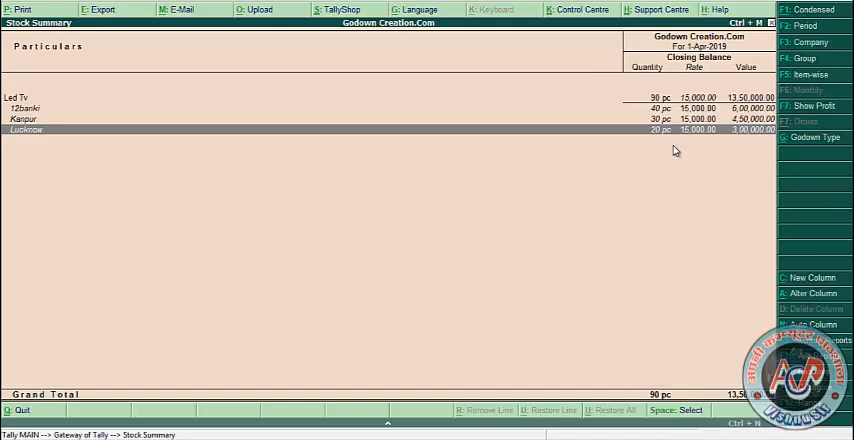 P: Print E: Export M: E-Mail O: Upload S: TallyShop G: Language K: Keyboard K: Control Centre H: Support Centre H: Help
Stock Summary Godown Creation.Com Ctrl + M
Particulars
Godown Creation.Com
For 1-Apr-2019
Closing Balance
Quantity Rate Value
Led Tv 90 pc 15,000.00 13,50,000.00
12banki 40 pc 15,000.00 6,00,000.00
Kanpur 30 pc 15,000.00 4,50,000.00
Lucknow 20 pc 15,000.00 3,00,000.00
Grand Total 90 pc 13,50
Q: Quit R: Remove Line U: Restore Line U: Restore All Space: Select
Ctrl + N
Tally MAIN --> Gateway of Tally --> Stock Summary
F1: Condensed
F2: Period
F3: Company
F4: Group
F5: Item-wise
F6: Monthly
F7: Show Profit
F7: Orders
G: Godown Type
C: New Column
A: Alter Column
D: Delete Column
N: Auto Column